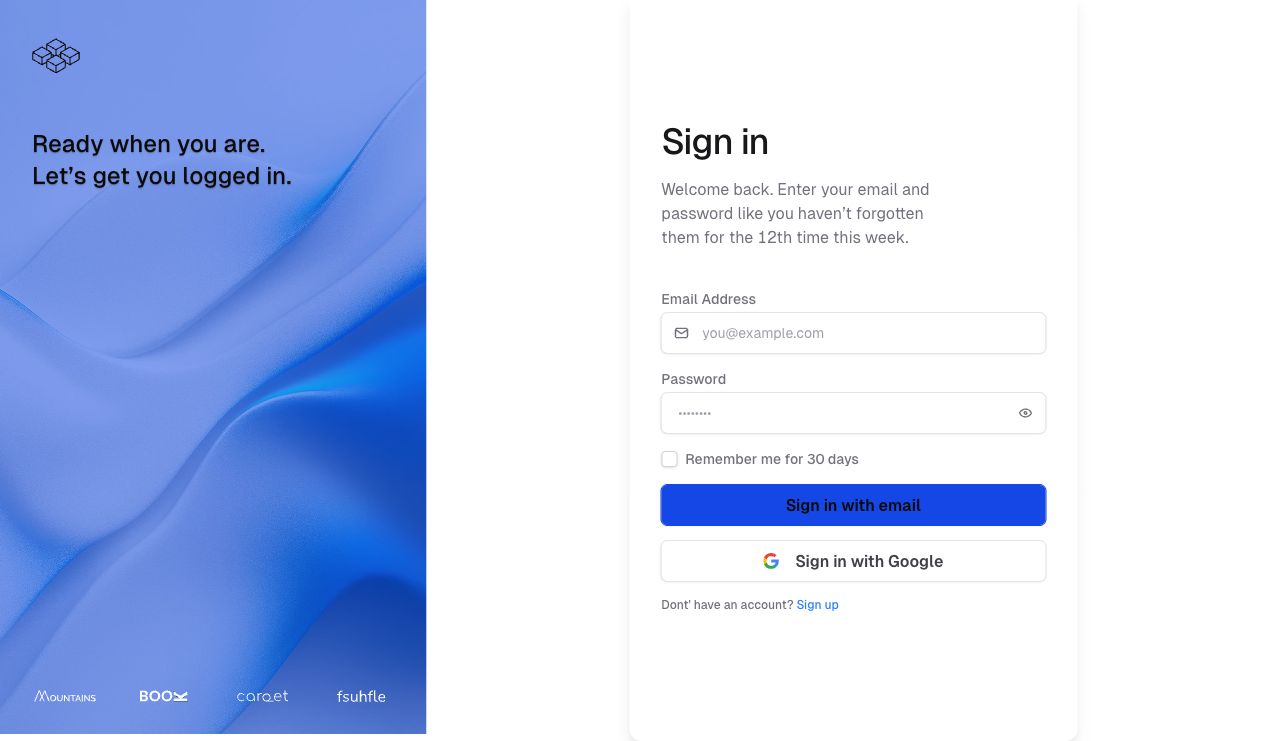 Ready when you are.
Let’s get you logged in.
MOUNTAINS
BOOK
caroet
fsuhfle
Sign in
Welcome back. Enter your email and
password like you haven’t forgotten
them for the 12th time this week.
Email Address
you@example.com
Password
••••••••
Remember me for 30 days
Sign in with email
Sign in with Google
Dont' have an account? Sign up